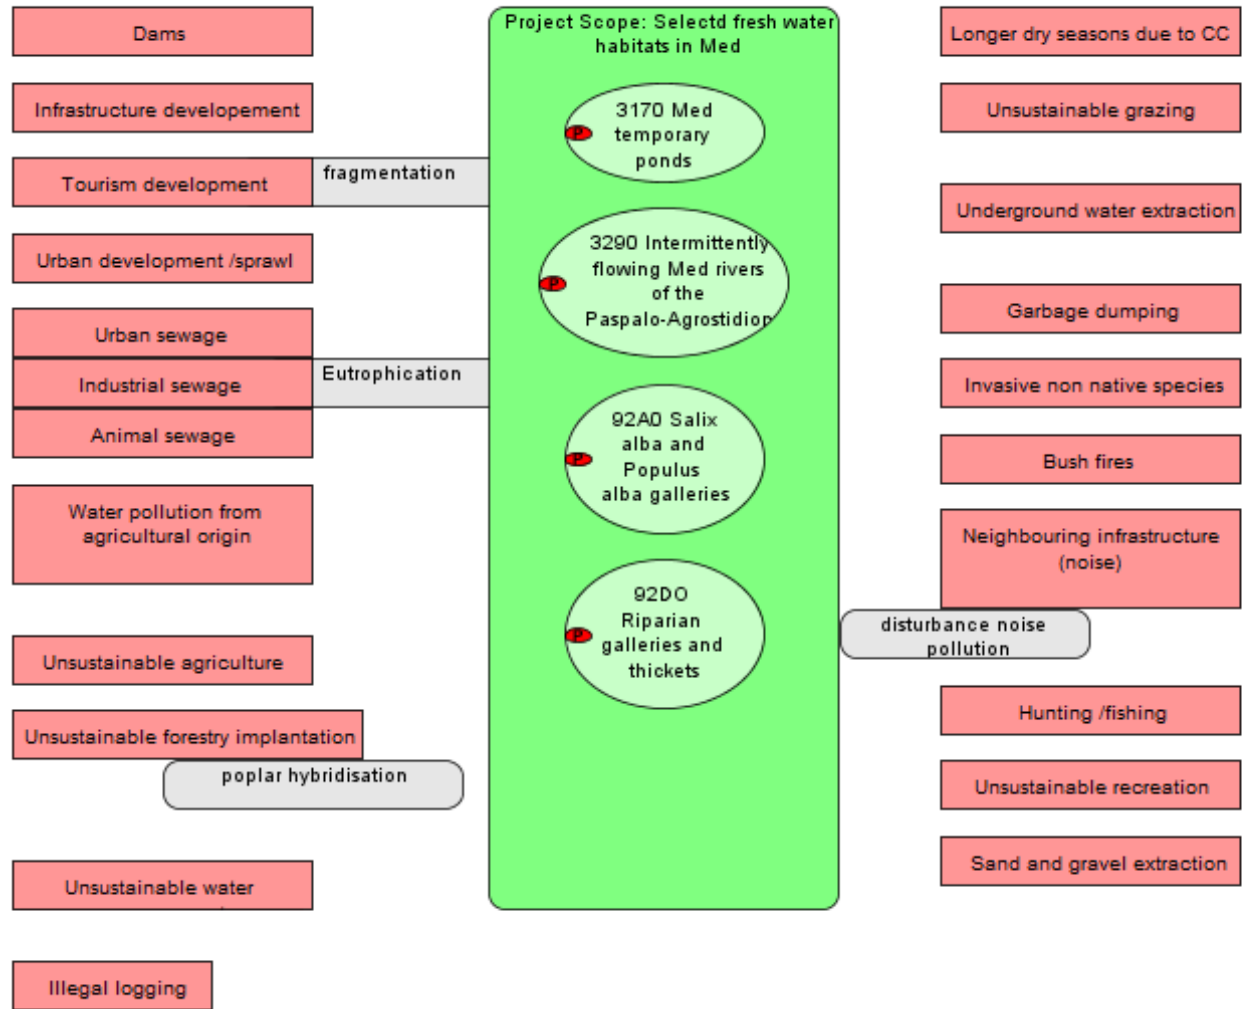 Dams
Infrastructure developement
Tourism development
fragmentation
Urban development /sprawl
Urban sewage
Industrial sewage
Eutrophication
Animal sewage
Water pollution from
agricultural origin
Unsustainable agriculture
Unsustainable forestry implantation
poplar hybridisation
Unsustainable water
Illegal logging
Project Scope: Selectd fresh water
habitats in Med
P
3170 Med
temporary
ponds
P
3290 Intermittently
flowing Med rivers
of the
Paspalo-Agrostidion
P
92A0 Salix
alba and
Populus
alba galleries
P
92DO
Riparian
galleries and
thickets
Longer dry seasons due to CC
Unsustainable grazing
Underground water extraction
Garbage dumping
Invasive non native species
Bush fires
Neighbouring infrastructure
(noise)
disturbance noise
pollution
Hunting /fishing
Unsustainable recreation
Sand and gravel extraction